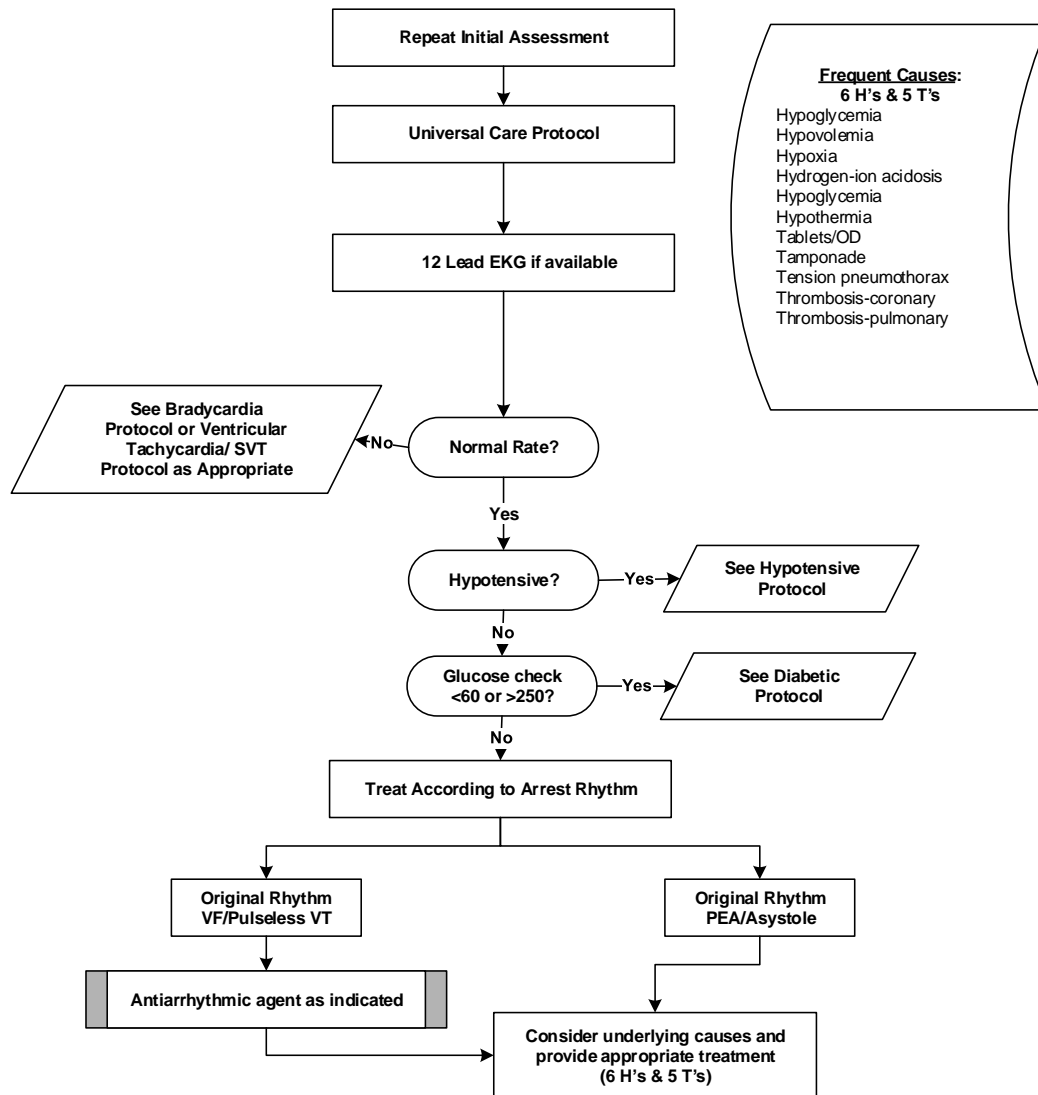 Repeat Initial Assessment
Universal Care Protocol
12 Lead EKG if available
Frequent Causes:
6 H's & 5 T's
Hypoglycemia
Hypovolemia
Hypoxia
Hydrogen-ion acidosis
Hypoglycemia
Hypothermia
Tablets/OD
Tamponade
Tension pneumothorax
Thrombosis-coronary
Thrombosis-pulmonary
See Bradycardia
Protocol or Ventricular
Tachycardia/ SVT
Protocol as Appropriate
No
Normal Rate?
Yes
Hypotensive?
Yes
See Hypotensive
Protocol
No
Glucose check
<60 or >250?
Yes
See Diabetic
Protocol
No
Treat According to Arrest Rhythm
Original Rhythm
VF/Pulseless VT
Original Rhythm
PEA/Asystole
Antiarrhythmic agent as indicated
Consider underlying causes and
provide appropriate treatment
(6 H's & 5 T's)